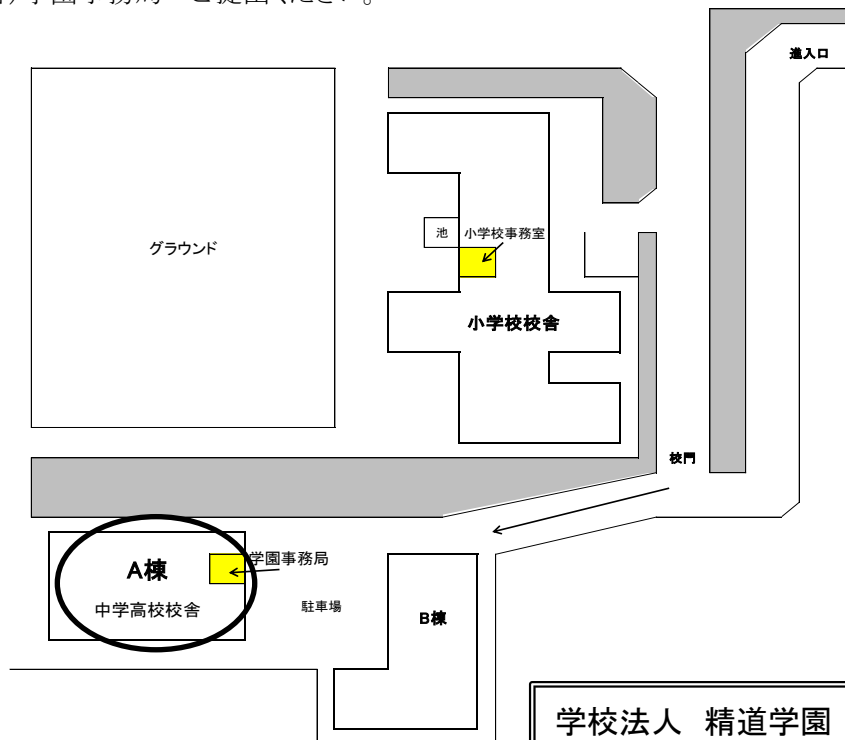 学園事務局へご提出ください。
進入口
グラウンド
池
小学校事務室
小学校校舎
校門
A棟
学園事務局
中学高校校舎
駐車場
B棟
学校法人 精道学園